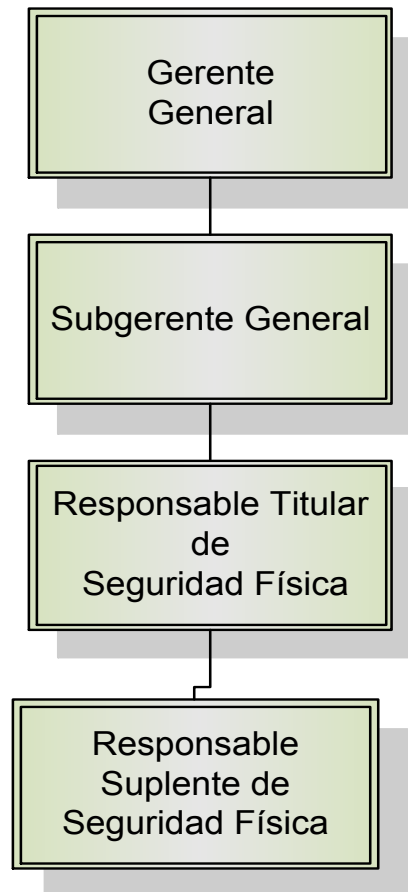 Gerente
General
Subgerente General
Responsable Titular
de
Seguridad Física
Responsable
Suplente de
Seguridad Física